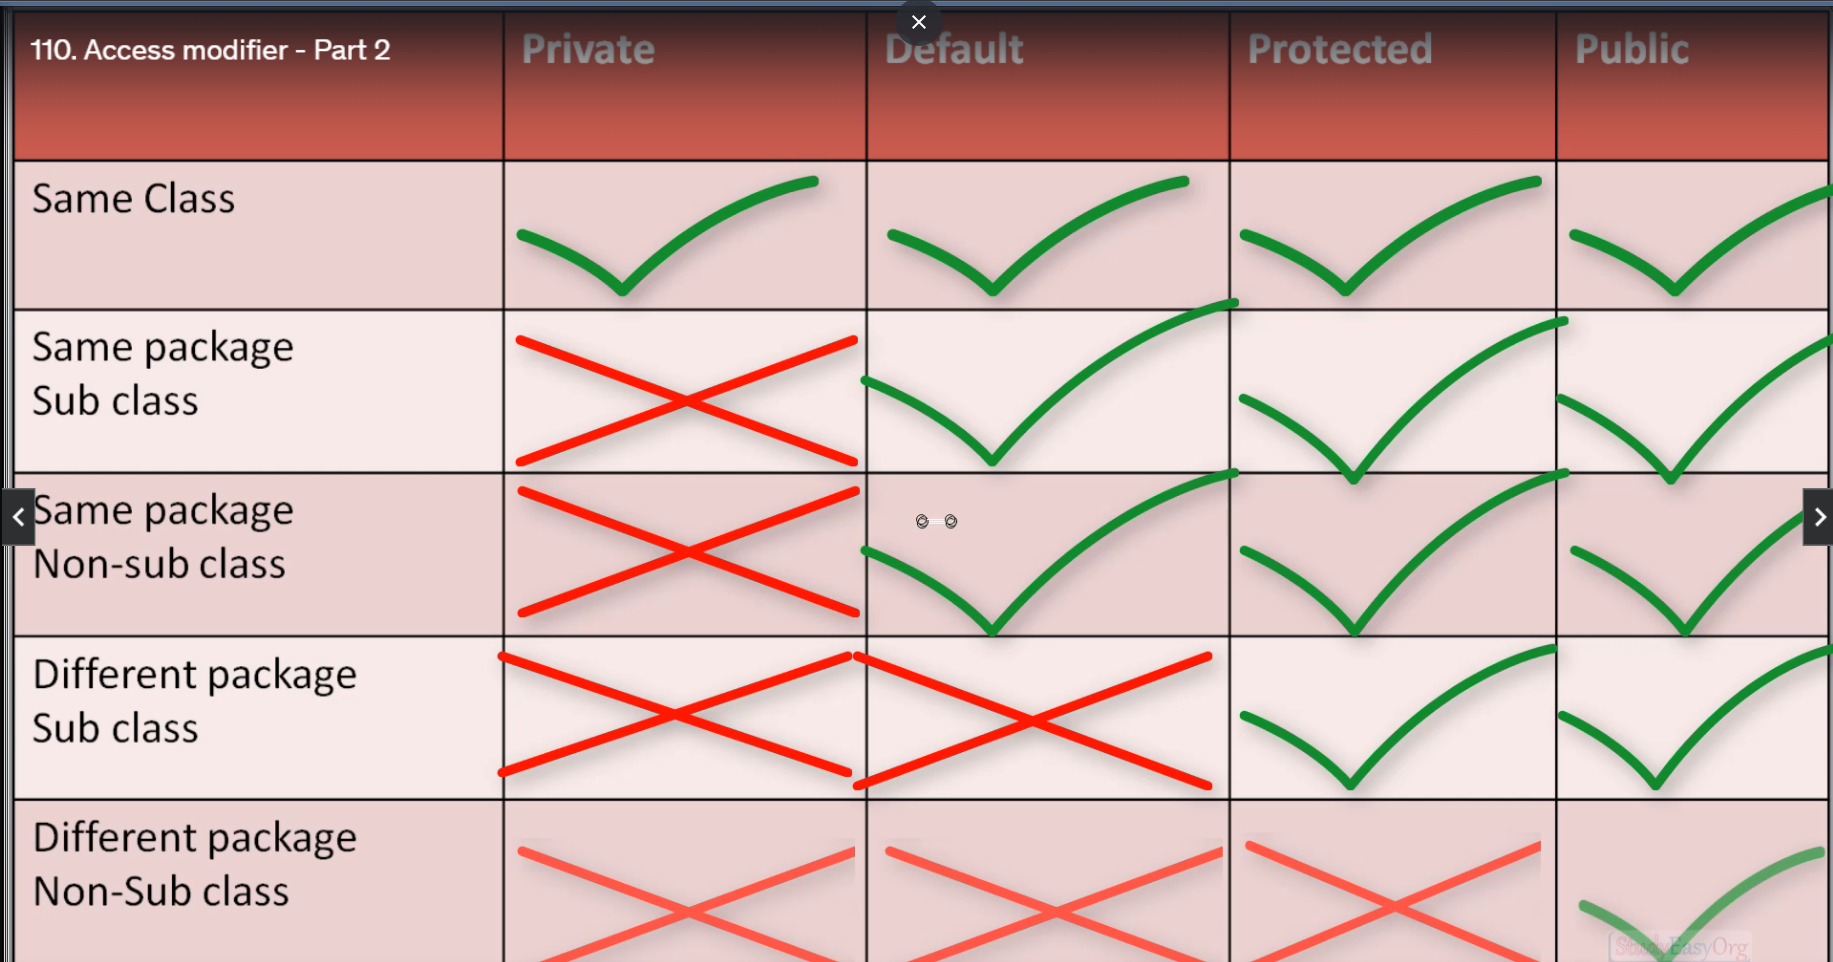 110. Access modifier - Part 2
Private
Default
Protected
Public
Same Class
Same package
Sub class
Same package
Non-sub class
Different package
Sub class
Different package
Non-Sub class
StudyEasyOrg